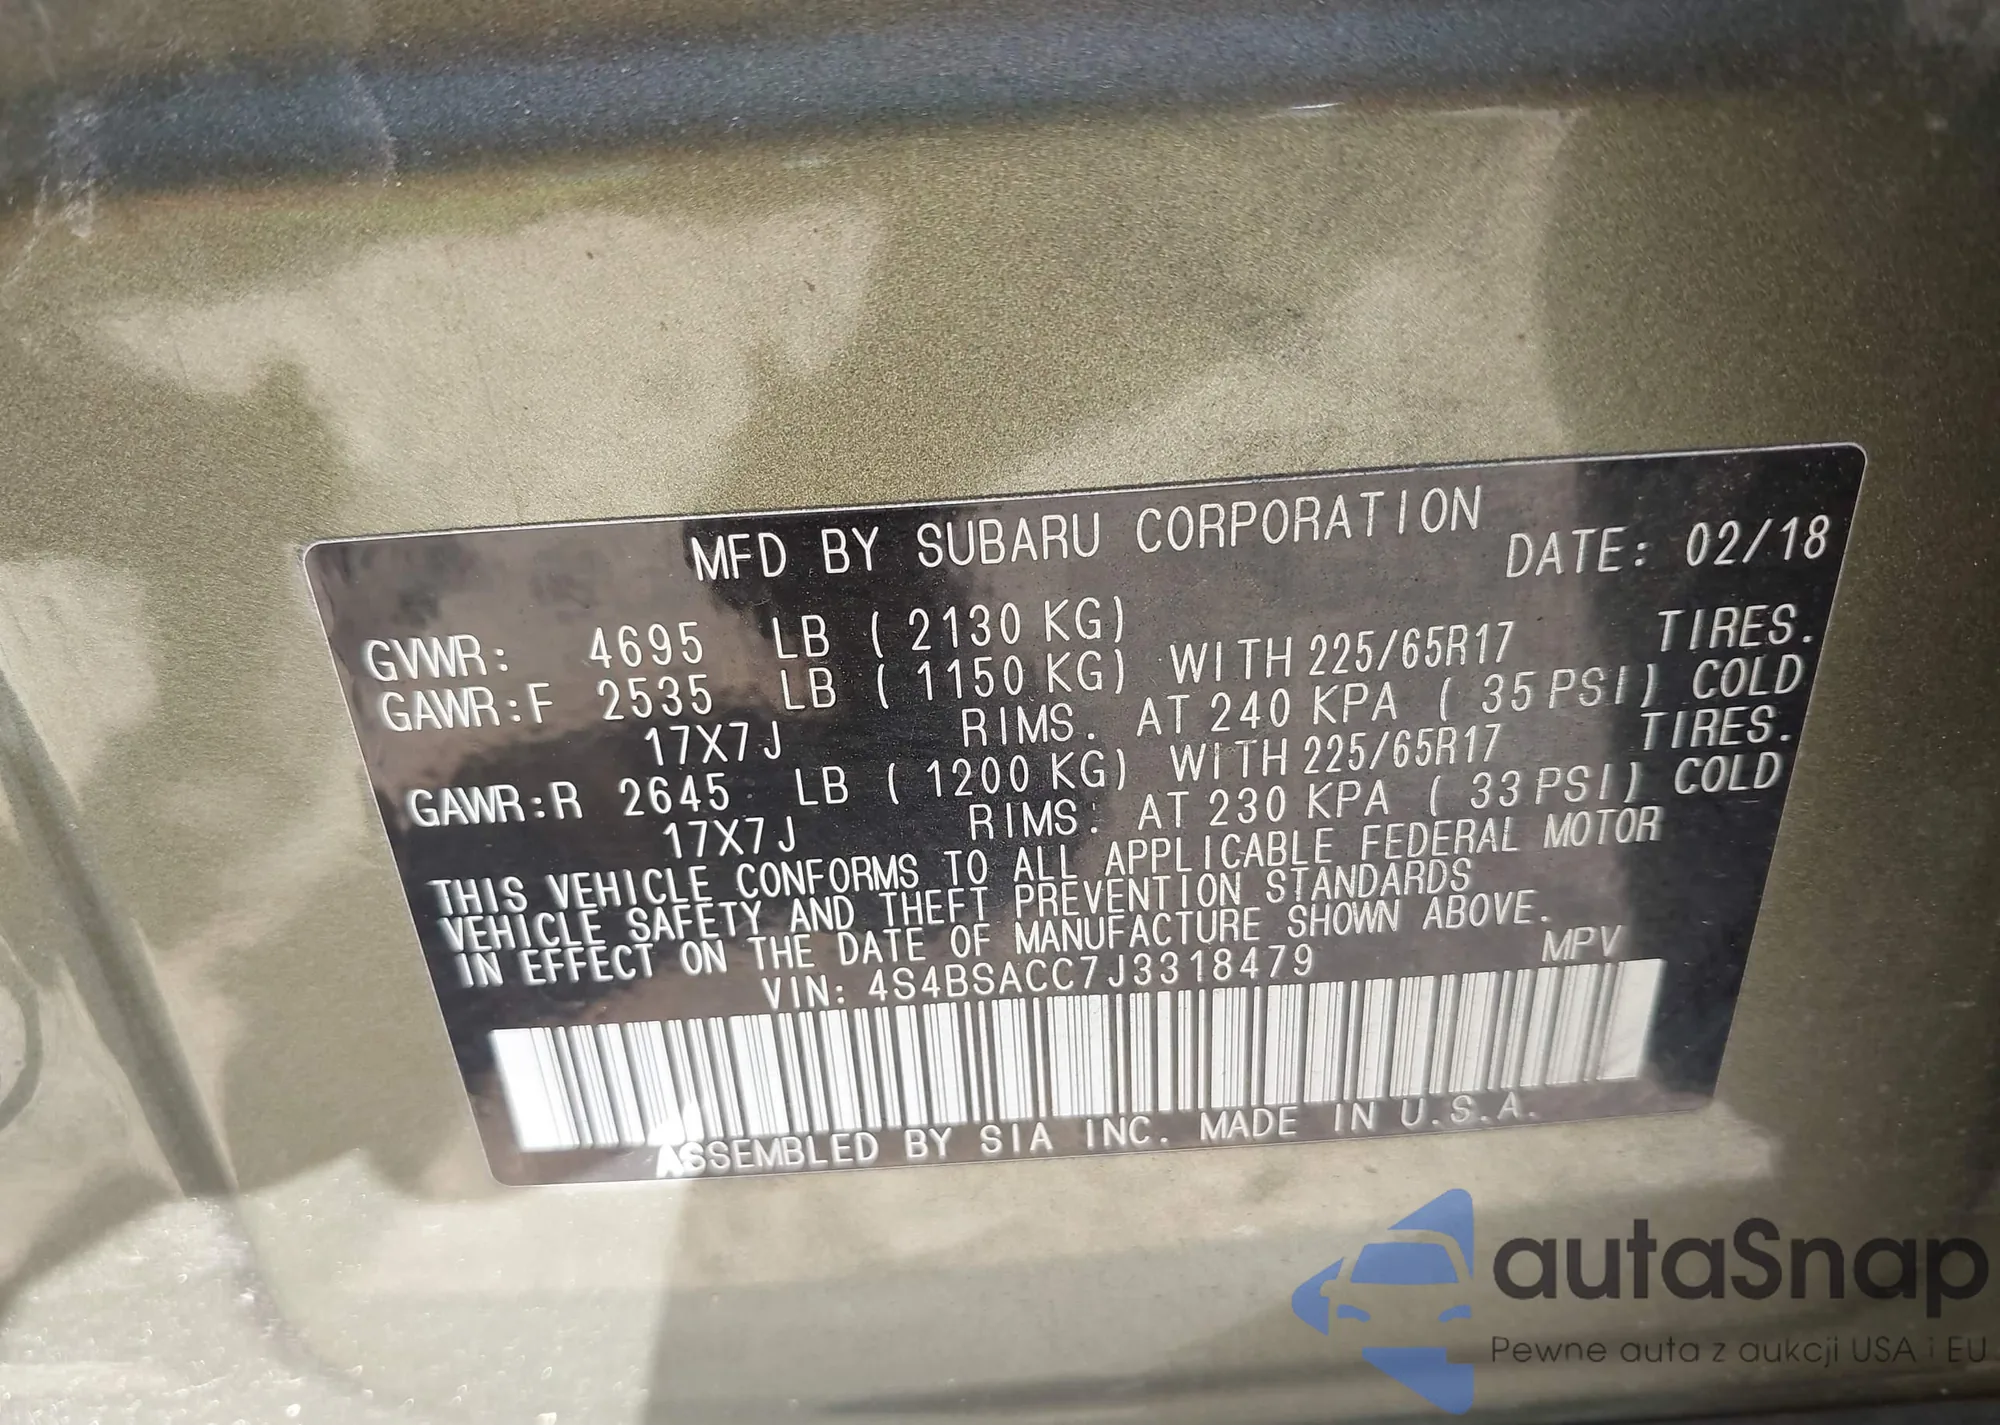 MFD BY SUBARU CORPORATION DATE: 02/18
GVWR: 4695 LB ( 2130 KG)
GAWR:F 2535 LB ( 1150 KG) WITH 225/65R17 TIRES.
17X7J RIMS. AT 240 KPA ( 35 PSI) COLD
GAWR:R 2645 LB ( 1200 KG) WITH 225/65R17 TIRES.
17X7J RIMS. AT 230 KPA ( 33 PSI) COLD
THIS VEHICLE CONFORMS TO ALL APPLICABLE FEDERAL MOTOR
VEHICLE SAFETY AND THEFT PREVENTION STANDARDS
IN EFFECT ON THE DATE OF MANUFACTURE SHOWN ABOVE.
VIN: 4S4BSACC7J3318479 MPV
ASSEMBLED BY SIA INC. MADE IN U.S.A.
autaSnap
Pewne auta z aukcji USA i EU